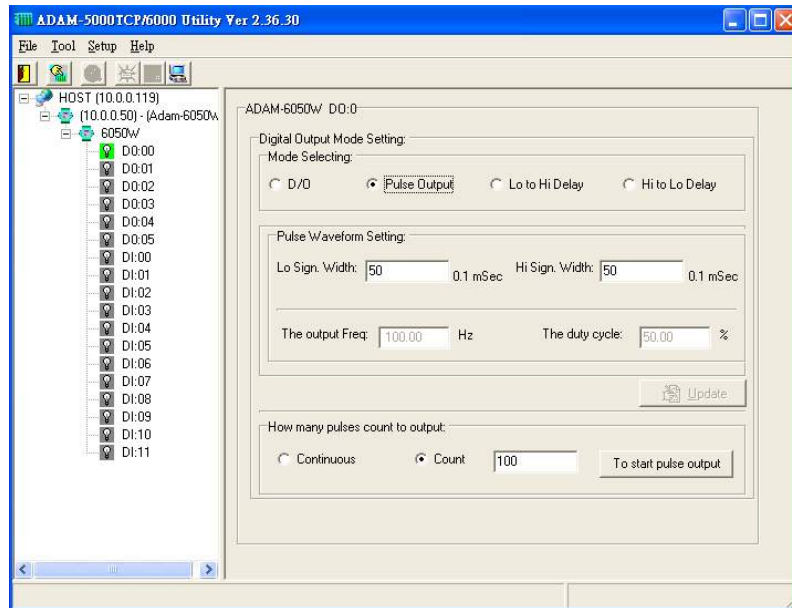 ADAM-5000TCP/6000 Utility Ver 2.36.30
File Tool Setup Help
HOST (10.0.0.119)
(10.0.0.50) - (Adam-6050W
6050W
DO:00
DO:01
DO:02
DO:03
DO:04
DO:05
DI:00
DI:01
DI:02
DI:03
DI:04
DI:05
DI:06
DI:07
DI:08
DI:09
DI:10
DI:11
ADAM-6050W DO:0
Digital Output Mode Setting:
Mode Selecting:
D/O Pulse Output Lo to Hi Delay Hi to Lo Delay
Pulse Waveform Setting:
Lo Sign. Width: 50 0.1 mSec Hi Sign. Width: 50 0.1 mSec
The output Freq: 100.00 Hz The duty cycle: 50.00 %
Update
How many pulses count to output:
Continuous Count 100 To start pulse output